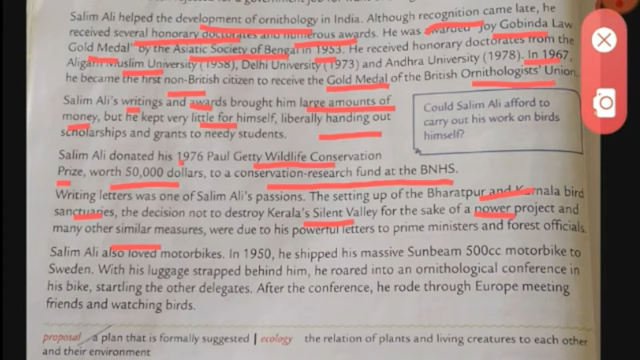 Salim Ali helped the development of ornithology in India. Although recognition came late, he
received several honorary doctorates and numerous awards. He was awarded 'Joy Gobinda Law
Gold Medal' by the Asiatic Society of Bengal in 1953. He received honorary doctorates from the
Aligarh Muslim University (1958), Delhi University (1973) and Andhra University (1978). In 1967,
he became the first non-British citizen to receive the Gold Medal of the British Ornithologists' Union.
Salim Ali's writings and awards brought him large amounts of
money, but he kept very little for himself, liberally handing out
scholarships and grants to needy students.
Could Salim Ali afford to
carry out his work on birds
himself?
Salim Ali donated his 1976 Paul Getty Wildlife Conservation
Prize, worth 50,000 dollars, to a conservation-research fund at the BNHS.
Writing letters was one of Salim Ali's passions. The setting up of the Bharatpur and Karnala bird
sanctuaries, the decision not to destroy Kerala's Silent Valley for the sake of a power project and
many other similar measures, were due to his powerful letters to prime ministers and forest officials.
Salim Ali also loved motorbikes. In 1950, he shipped his massive Sunbeam 500cc motorbike to
Sweden. With his luggage strapped behind him, he roared into an ornithological conference in
his bike, startling the other delegates. After the conference, he rode through Europe meeting
friends and watching birds.
proposal a plan that is formally suggested | ecology the relation of plants and living creatures to each other
and their environment